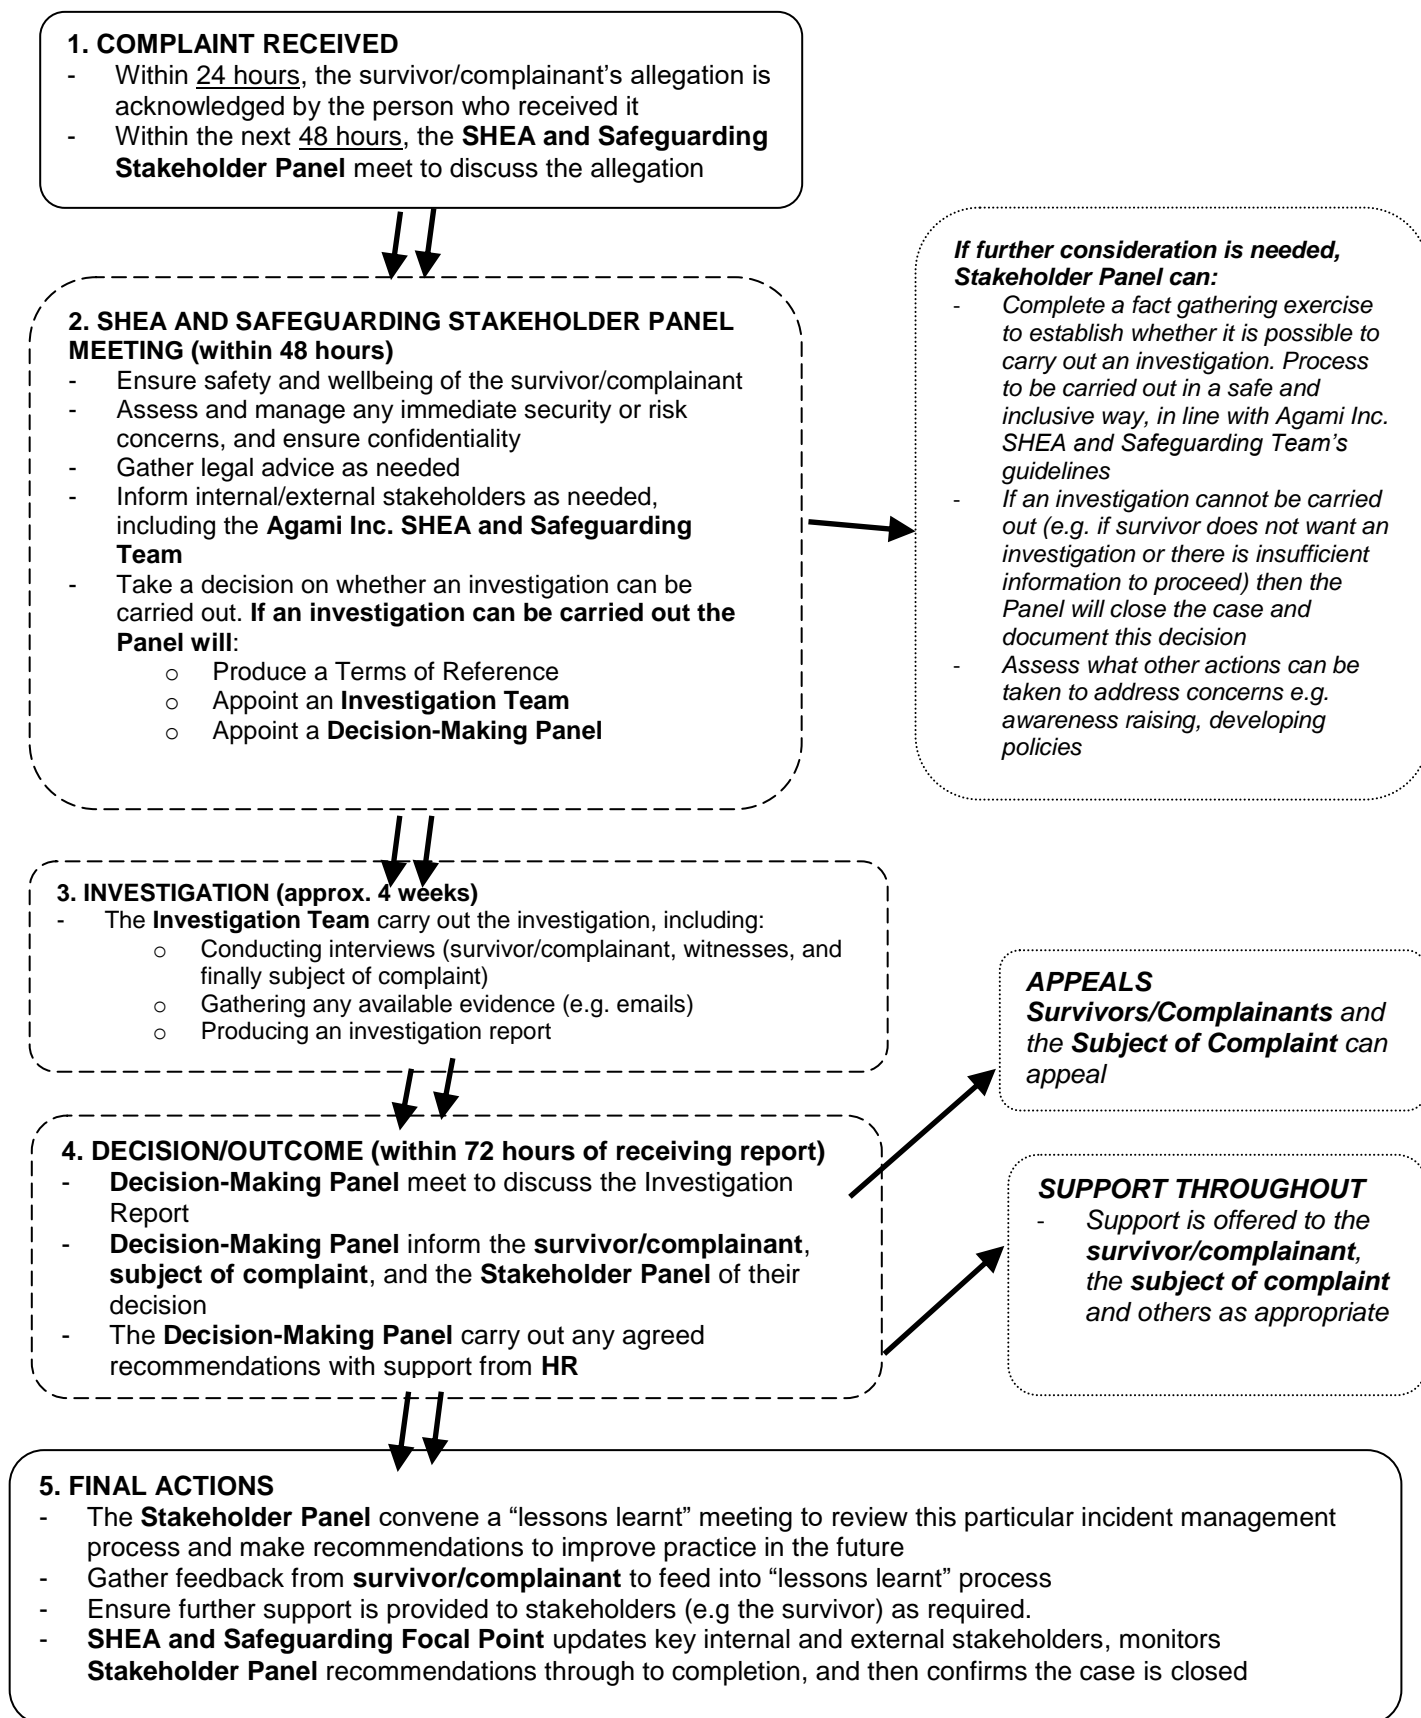 1. COMPLAINT RECEIVED
- Within 24 hours, the survivor/complainant's allegation is
acknowledged by the person who received it
- Within the next 48 hours, the SHEA and Safeguarding
Stakeholder Panel meet to discuss the allegation
2. SHEA AND SAFEGUARDING STAKEHOLDER PANEL
MEETING (within 48 hours)
- Ensure safety and wellbeing of the survivor/complainant
- Assess and manage any immediate security or risk
concerns, and ensure confidentiality
- Gather legal advice as needed
- Inform internal/external stakeholders as needed,
including the Agami Inc. SHEA and Safeguarding
Team
- Take a decision on whether an investigation can be
carried out. If an investigation can be carried out the
Panel will:
o Produce a Terms of Reference
o Appoint an Investigation Team
o Appoint a Decision-Making Panel
If further consideration is needed,
Stakeholder Panel can:
- Complete a fact gathering exercise
to establish whether it is possible to
carry out an investigation. Process
to be carried out in a safe and
inclusive way, in line with Agami Inc.
SHEA and Safeguarding Team's
guidelines
- If an investigation cannot be carried
out (e.g. if survivor does not want an
investigation or there is insufficient
information to proceed) then the
Panel will close the case and
document this decision
- Assess what other actions can be
taken to address concerns e.g.
awareness raising, developing
policies
3. INVESTIGATION (approx. 4 weeks)
- The Investigation Team carry out the investigation, including:
o Conducting interviews (survivor/complainant, witnesses, and
finally subject of complaint)
o Gathering any available evidence (e.g. emails)
o Producing an investigation report
APPEALS
Survivors/Complainants and
the Subject of Complaint can
appeal
4. DECISION/OUTCOME (within 72 hours of receiving report)
- Decision-Making Panel meet to discuss the Investigation
Report
- Decision-Making Panel inform the survivor/complainant,
subject of complaint, and the Stakeholder Panel of their
decision
- The Decision-Making Panel carry out any agreed
recommendations with support from HR
SUPPORT THROUGHOUT
- Support is offered to the
survivor/complainant,
the subject of complaint
and others as appropriate
5. FINAL ACTIONS
- The Stakeholder Panel convene a “lessons learnt” meeting to review this particular incident management
process and make recommendations to improve practice in the future
- Gather feedback from survivor/complainant to feed into “lessons learnt” process
- Ensure further support is provided to stakeholders (e.g the survivor) as required.
- SHEA and Safeguarding Focal Point updates key internal and external stakeholders, monitors
Stakeholder Panel recommendations through to completion, and then confirms the case is closed